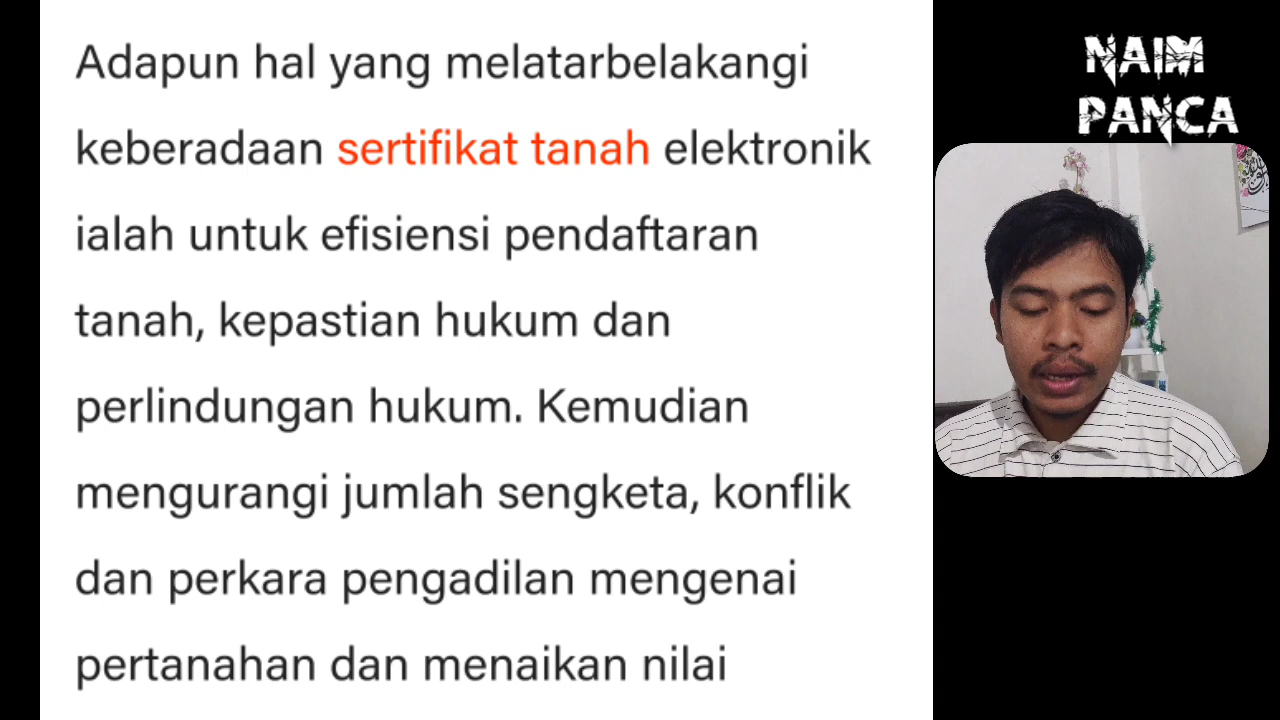 Adapun hal yang melatarbelakangi
keberadaan sertifikat tanah elektronik
ialah untuk efisiensi pendaftaran
tanah, kepastian hukum dan
perlindungan hukum. Kemudian
mengurangi jumlah sengketa, konflik
dan perkara pengadilan mengenai
pertanahan dan menaikan nilai
NAIM
PANCA